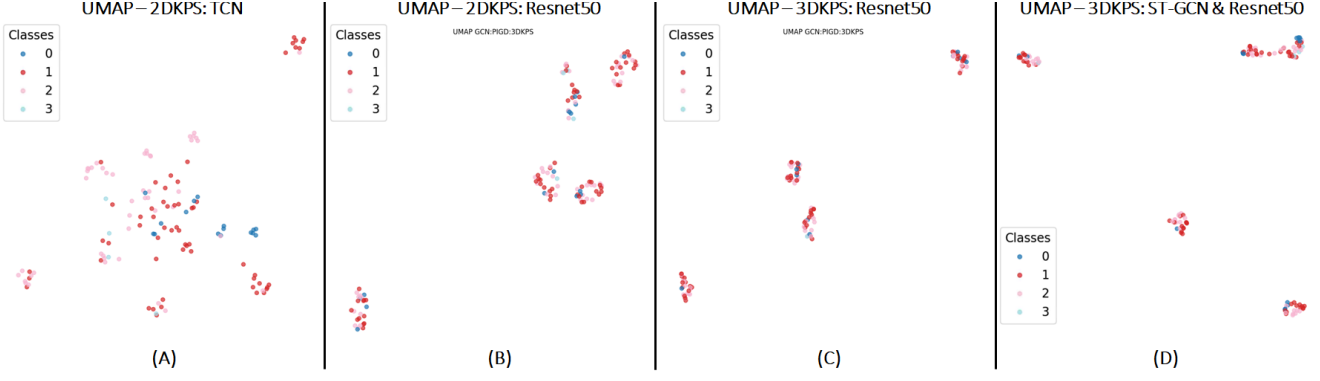 UMAP−2DKPS: TCN
Classes
0
1
2
3
(A)
UMAP−2DKPS: Resnet50
UMAP GCN:PIGD:3DKPS
Classes
0
1
2
3
(B)
UMAP−3DKPS: Resnet50
UMAP GCN:PIGD:3DKPS
Classes
0
1
2
3
(C)
UMAP−3DKPS: ST-GCN & Resnet50
Classes
0
1
2
3
(D)